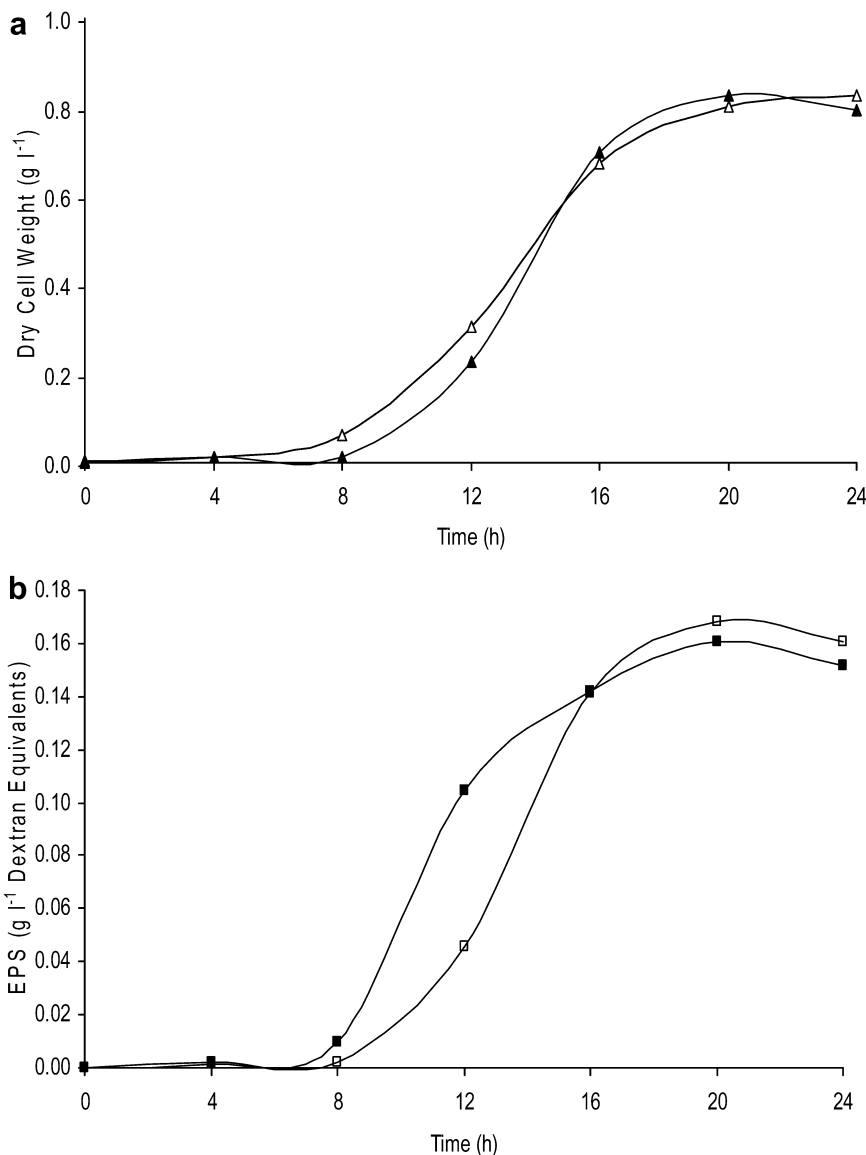 a
1.0
0.8
0.6
0.4
0.2
0.0
Dry Cell Weight (g l-1)
0 4 8 12 16 20 24
Time (h)
b
0.18
0.16
0.14
0.12
0.10
0.08
0.06
0.04
0.02
0.00
EPS (g l-1 Dextran Equivalents)
0 4 8 12 16 20 24
Time (h)